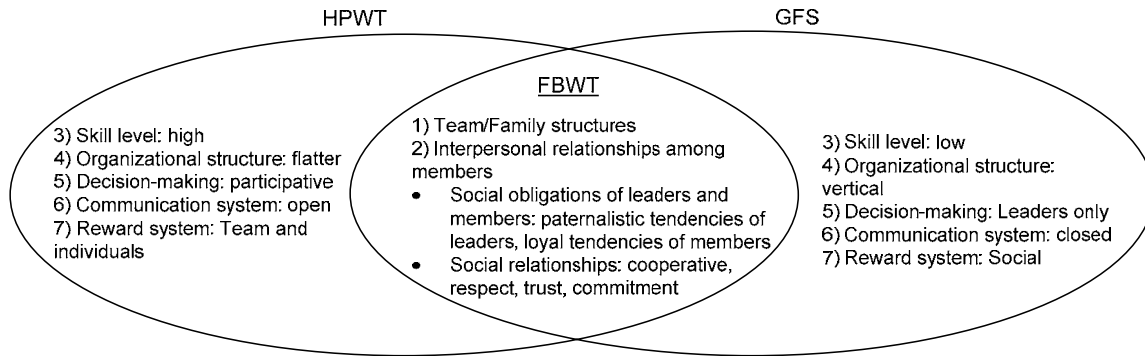 HPWT
GFS
FBWT
3) Skill level: high
4) Organizational structure: flatter
5) Decision-making: participative
6) Communication system: open
7) Reward system: Team and
individuals
1) Team/Family structures
2) Interpersonal relationships among
members
• Social obligations of leaders and
members: paternalistic tendencies of
leaders, loyal tendencies of members
• Social relationships: cooperative,
respect, trust, commitment
3) Skill level: low
4) Organizational structure:
vertical
5) Decision-making: Leaders only
6) Communication system: closed
7) Reward system: Social